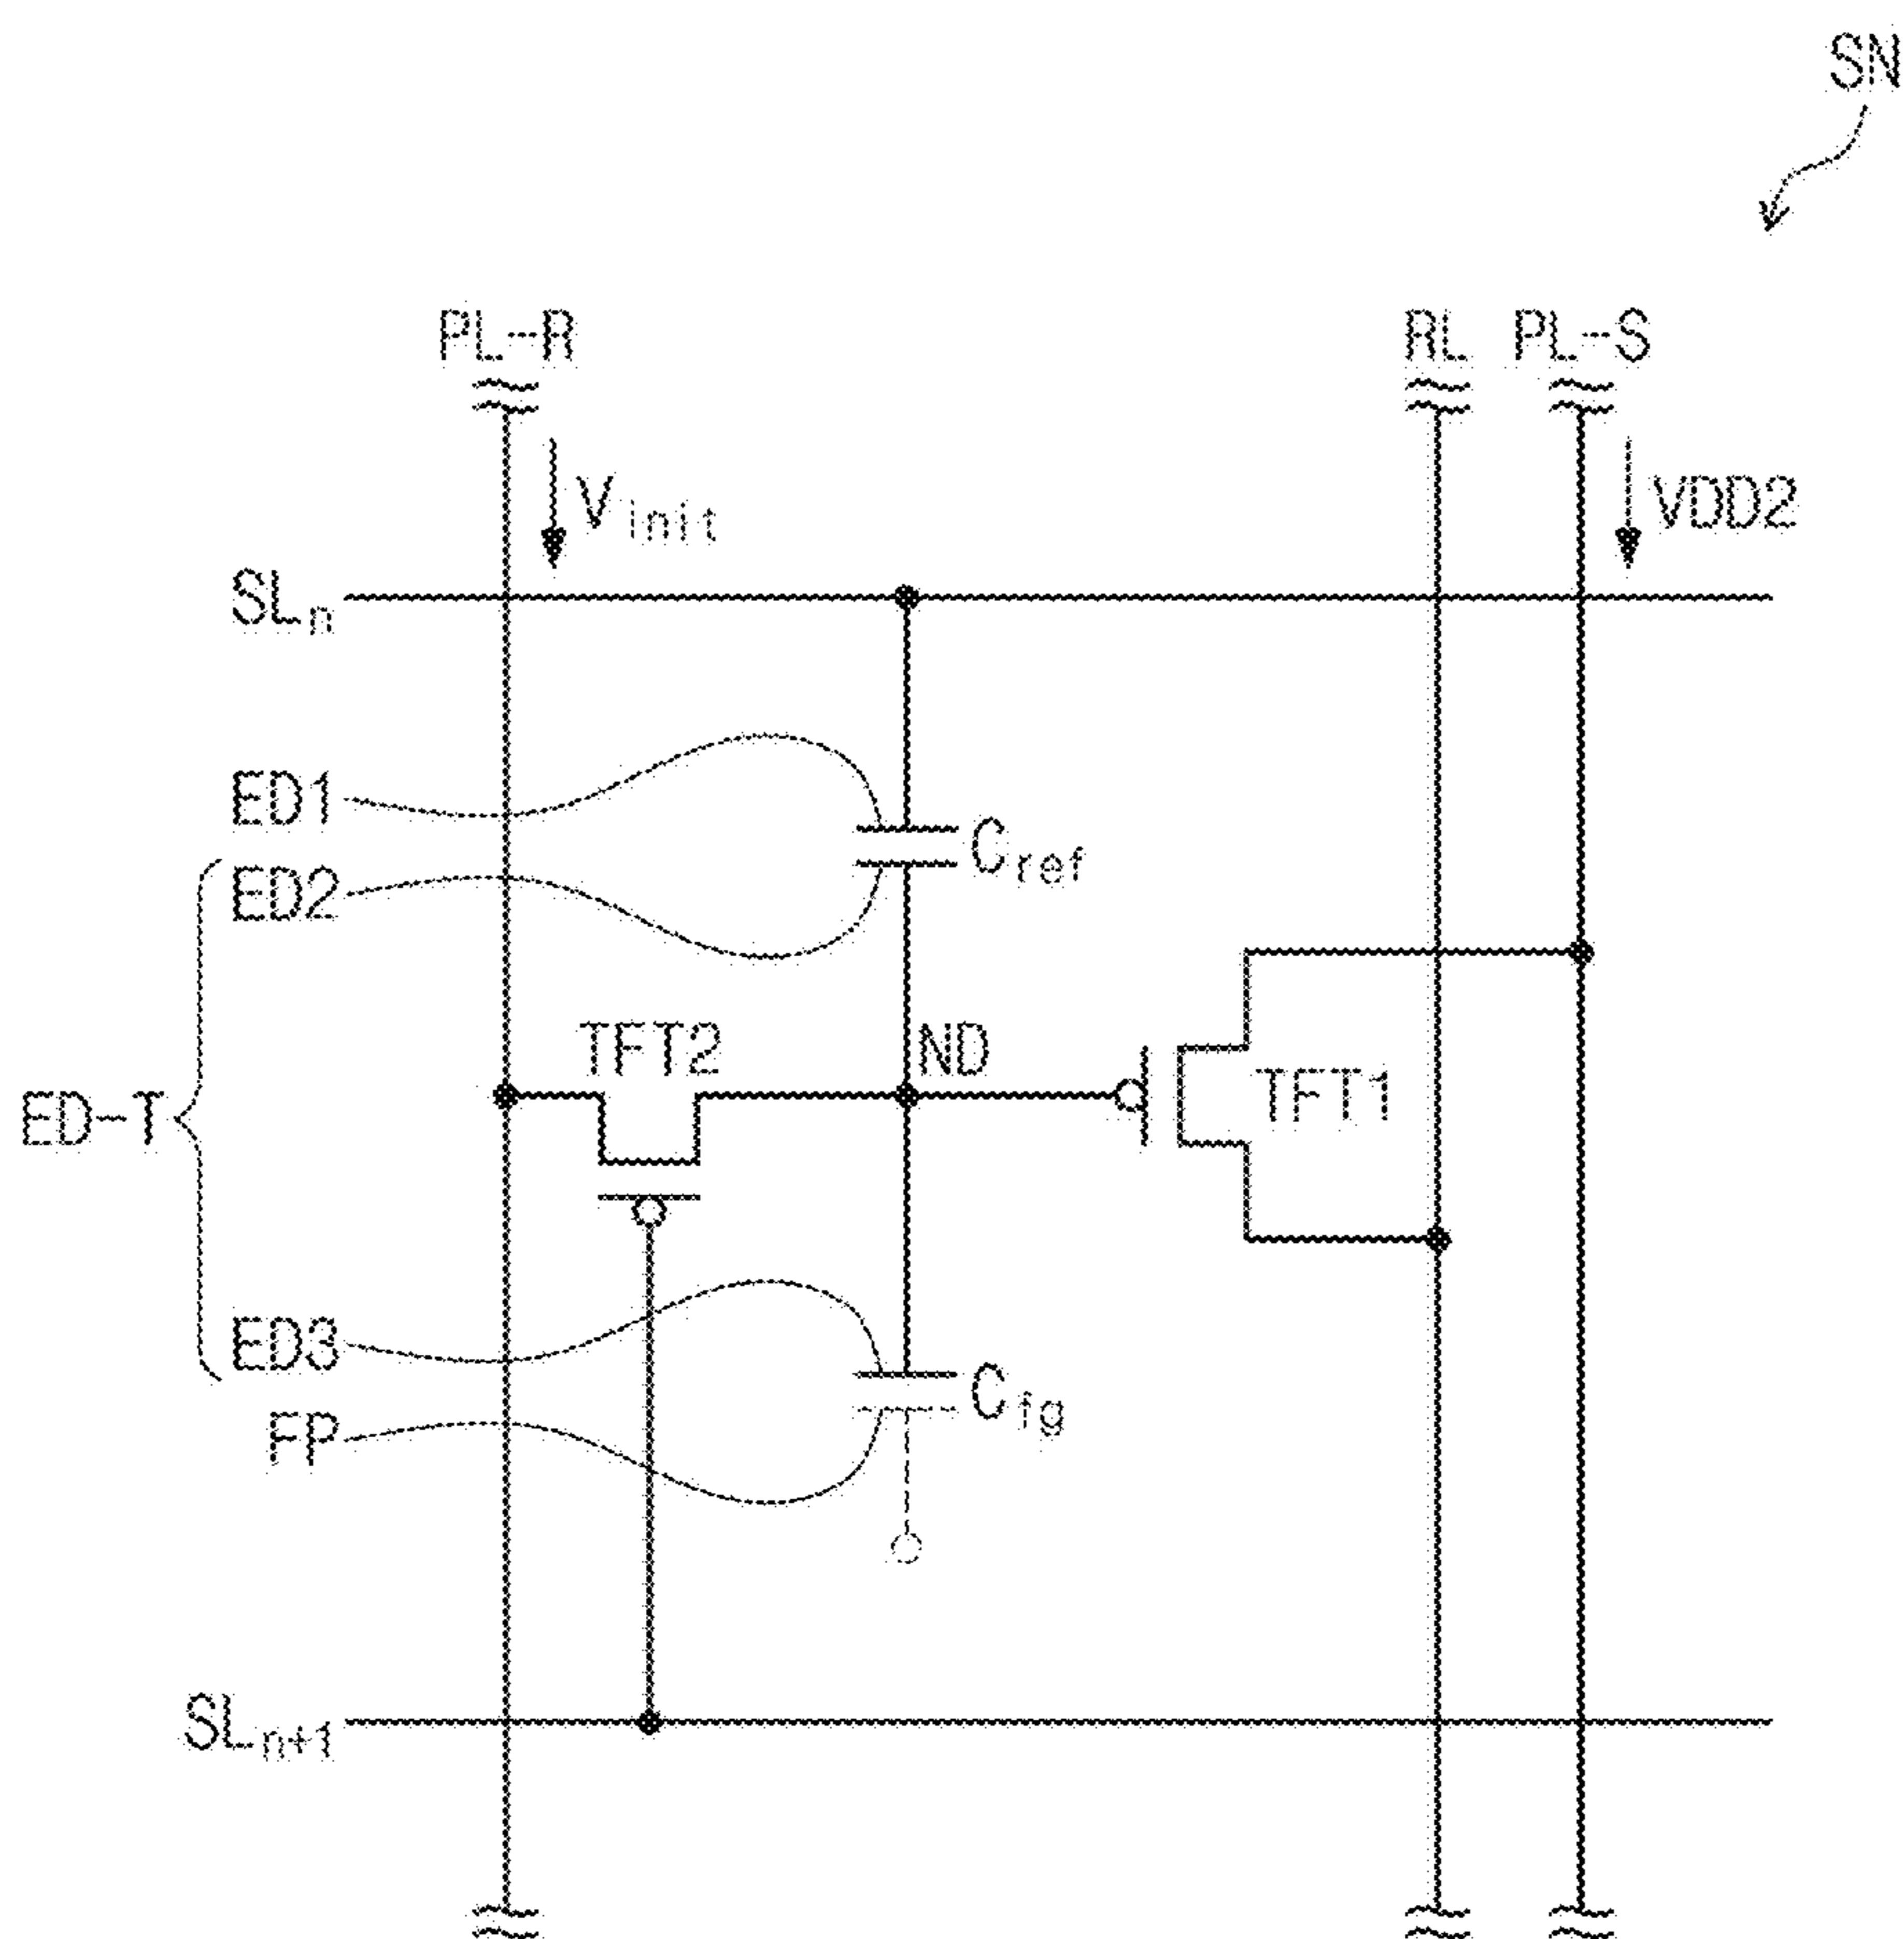 SN
PL-R
RL PL-S
Vinit
VDD2
SLn
ED1
Cref
ED2
TFT2
ND
TFT1
ED-T
ED3
Cfg
FP
SLn+1